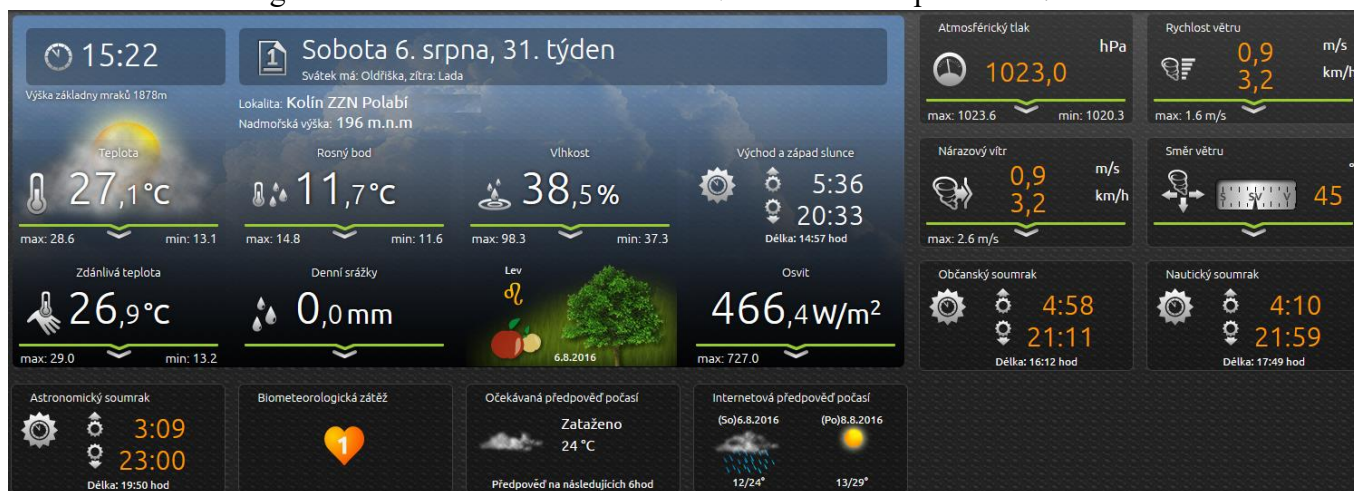 15:22
Výška základny mraků 1878m
1
Sobota 6. srpna, 31. týden
Svátek má: Oldřiška, zítra: Lada
Lokalita: Kolín ZZN Polabí
Nadmořská výška: 196 m.n.m
Teplota
27,1°C
max: 28.6 min: 13.1
Rosný bod
11,7°C
max: 14.8 min: 11.6
Vlhkost
38,5%
max: 98.3 min: 37.3
Východ a západ slunce
5:36
20:33
Délka: 14:57 hod
Zdánlivá teplota
26,9°C
max: 29.0 min: 13.2
Denní srážky
0,0 mm
Lev
6.8.2016
Osvit
466,4 W/m²
max: 727.0
Atmosférický tlak
hPa
1023,0
max: 1023.6 min: 1020.3
Rychlost větru
0,9 m/s
3,2 km/h
max: 1.6 m/s
Nárazový vítr
0,9 m/s
3,2 km/h
max: 2.6 m/s
Směr větru
°
S SV V 45
Občanský soumrak
4:58
21:11
Délka: 16:12 hod
Nautický soumrak
4:10
21:59
Délka: 17:49 hod
Astronomický soumrak
3:09
23:00
Délka: 19:50 hod
Biometeorologická zátěž
1
Očekávaná předpověď počasí
Zataženo
24 °C
Předpověď na následujících 6hod
Internetová předpověď počasí
(So)6.8.2016 (Po)8.8.2016
12/24° 13/29°